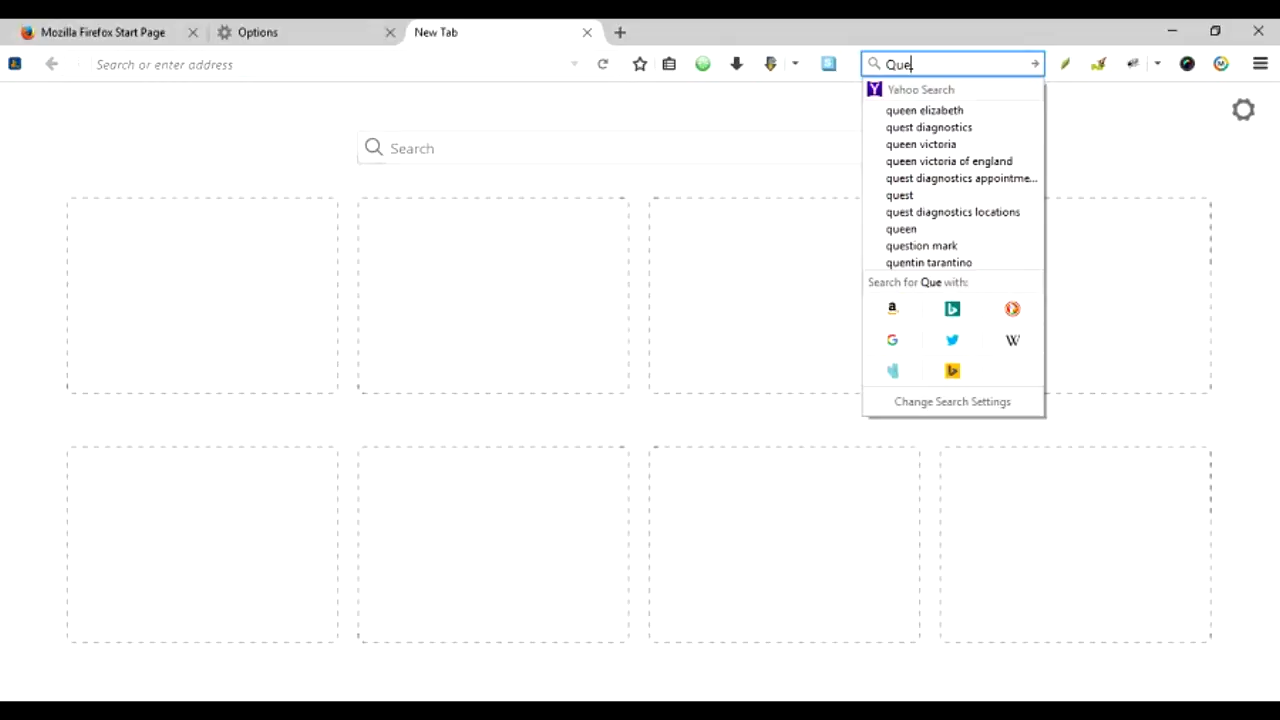 Mozilla Firefox Start Page
Options
New Tab
Search or enter address
Que
Yahoo Search
queen elizabeth
quest diagnostics
queen victoria
queen victoria of england
quest diagnostics appointme...
quest
quest diagnostics locations
queen
question mark
quentin tarantino
Search for Que with:
Change Search Settings
Search